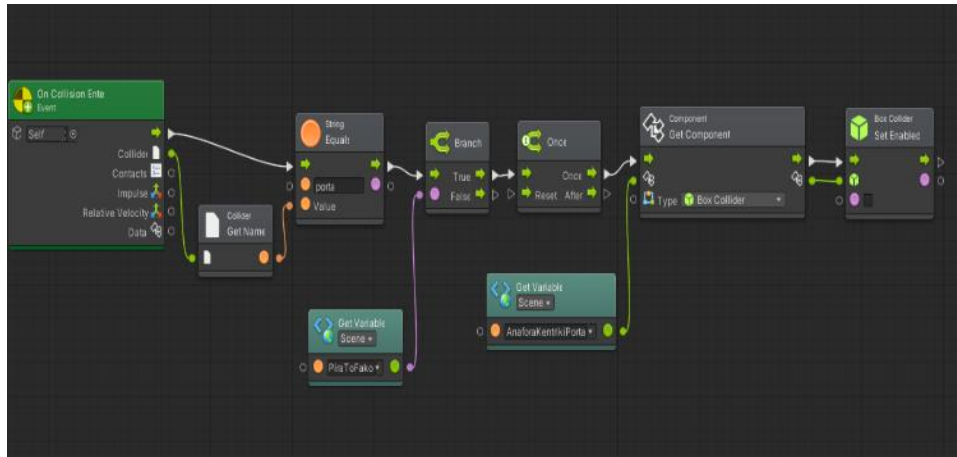 On Collision Ente
Event
Self
Collider
Contacts
Impulse
Relative Velocity
Data
Collider
Get Name
String
Equals
porta
Value
Get Variable
Scene
PiraToFako
Branch
True
False
Once
Once
Reset After
Get Variable
Scene
AnaforaKentrikiPorta
Component
Get Component
Type Box Collider
Box Collider
Set Enabled